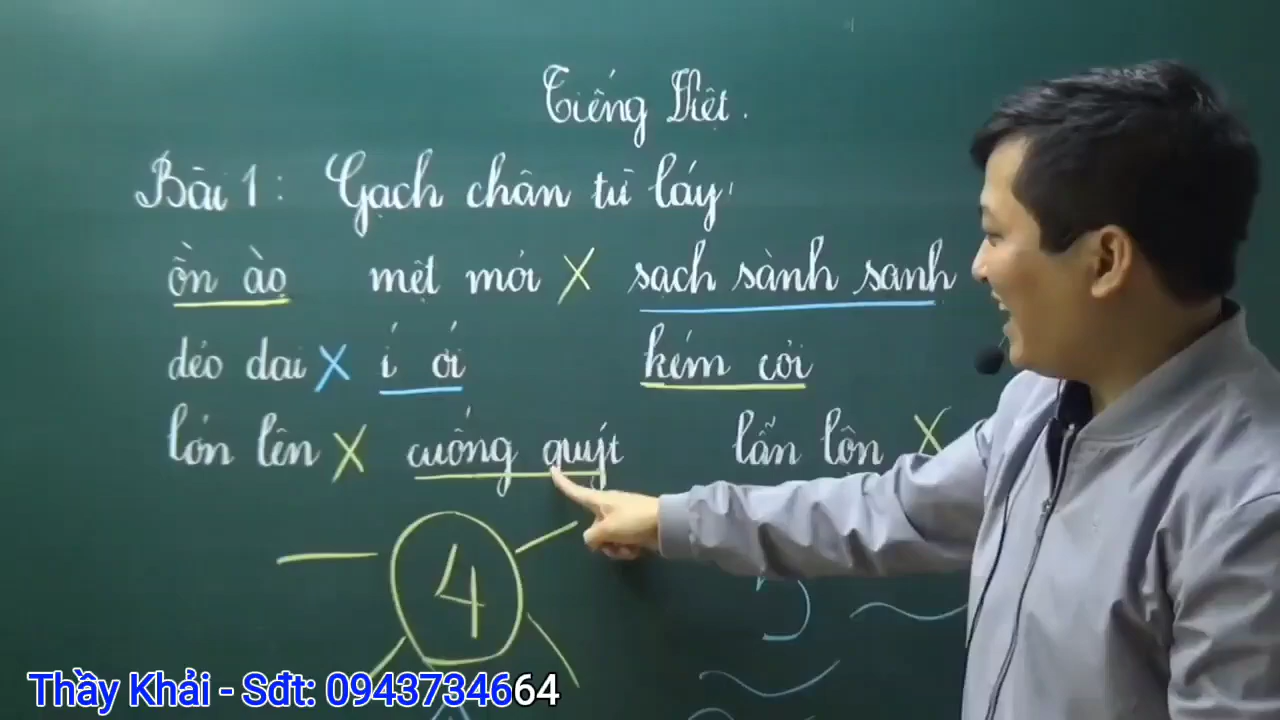 Tiếng Việt.
Bài 1: Gạch chân từ láy:
ồn ào mệt mỏi X sạch sành sanh
dẻo dai X í ới kém cỏi
lớn lên X cuống quýt lẫn lộn X
4
Thầy Khải - Sđt: 0943734664